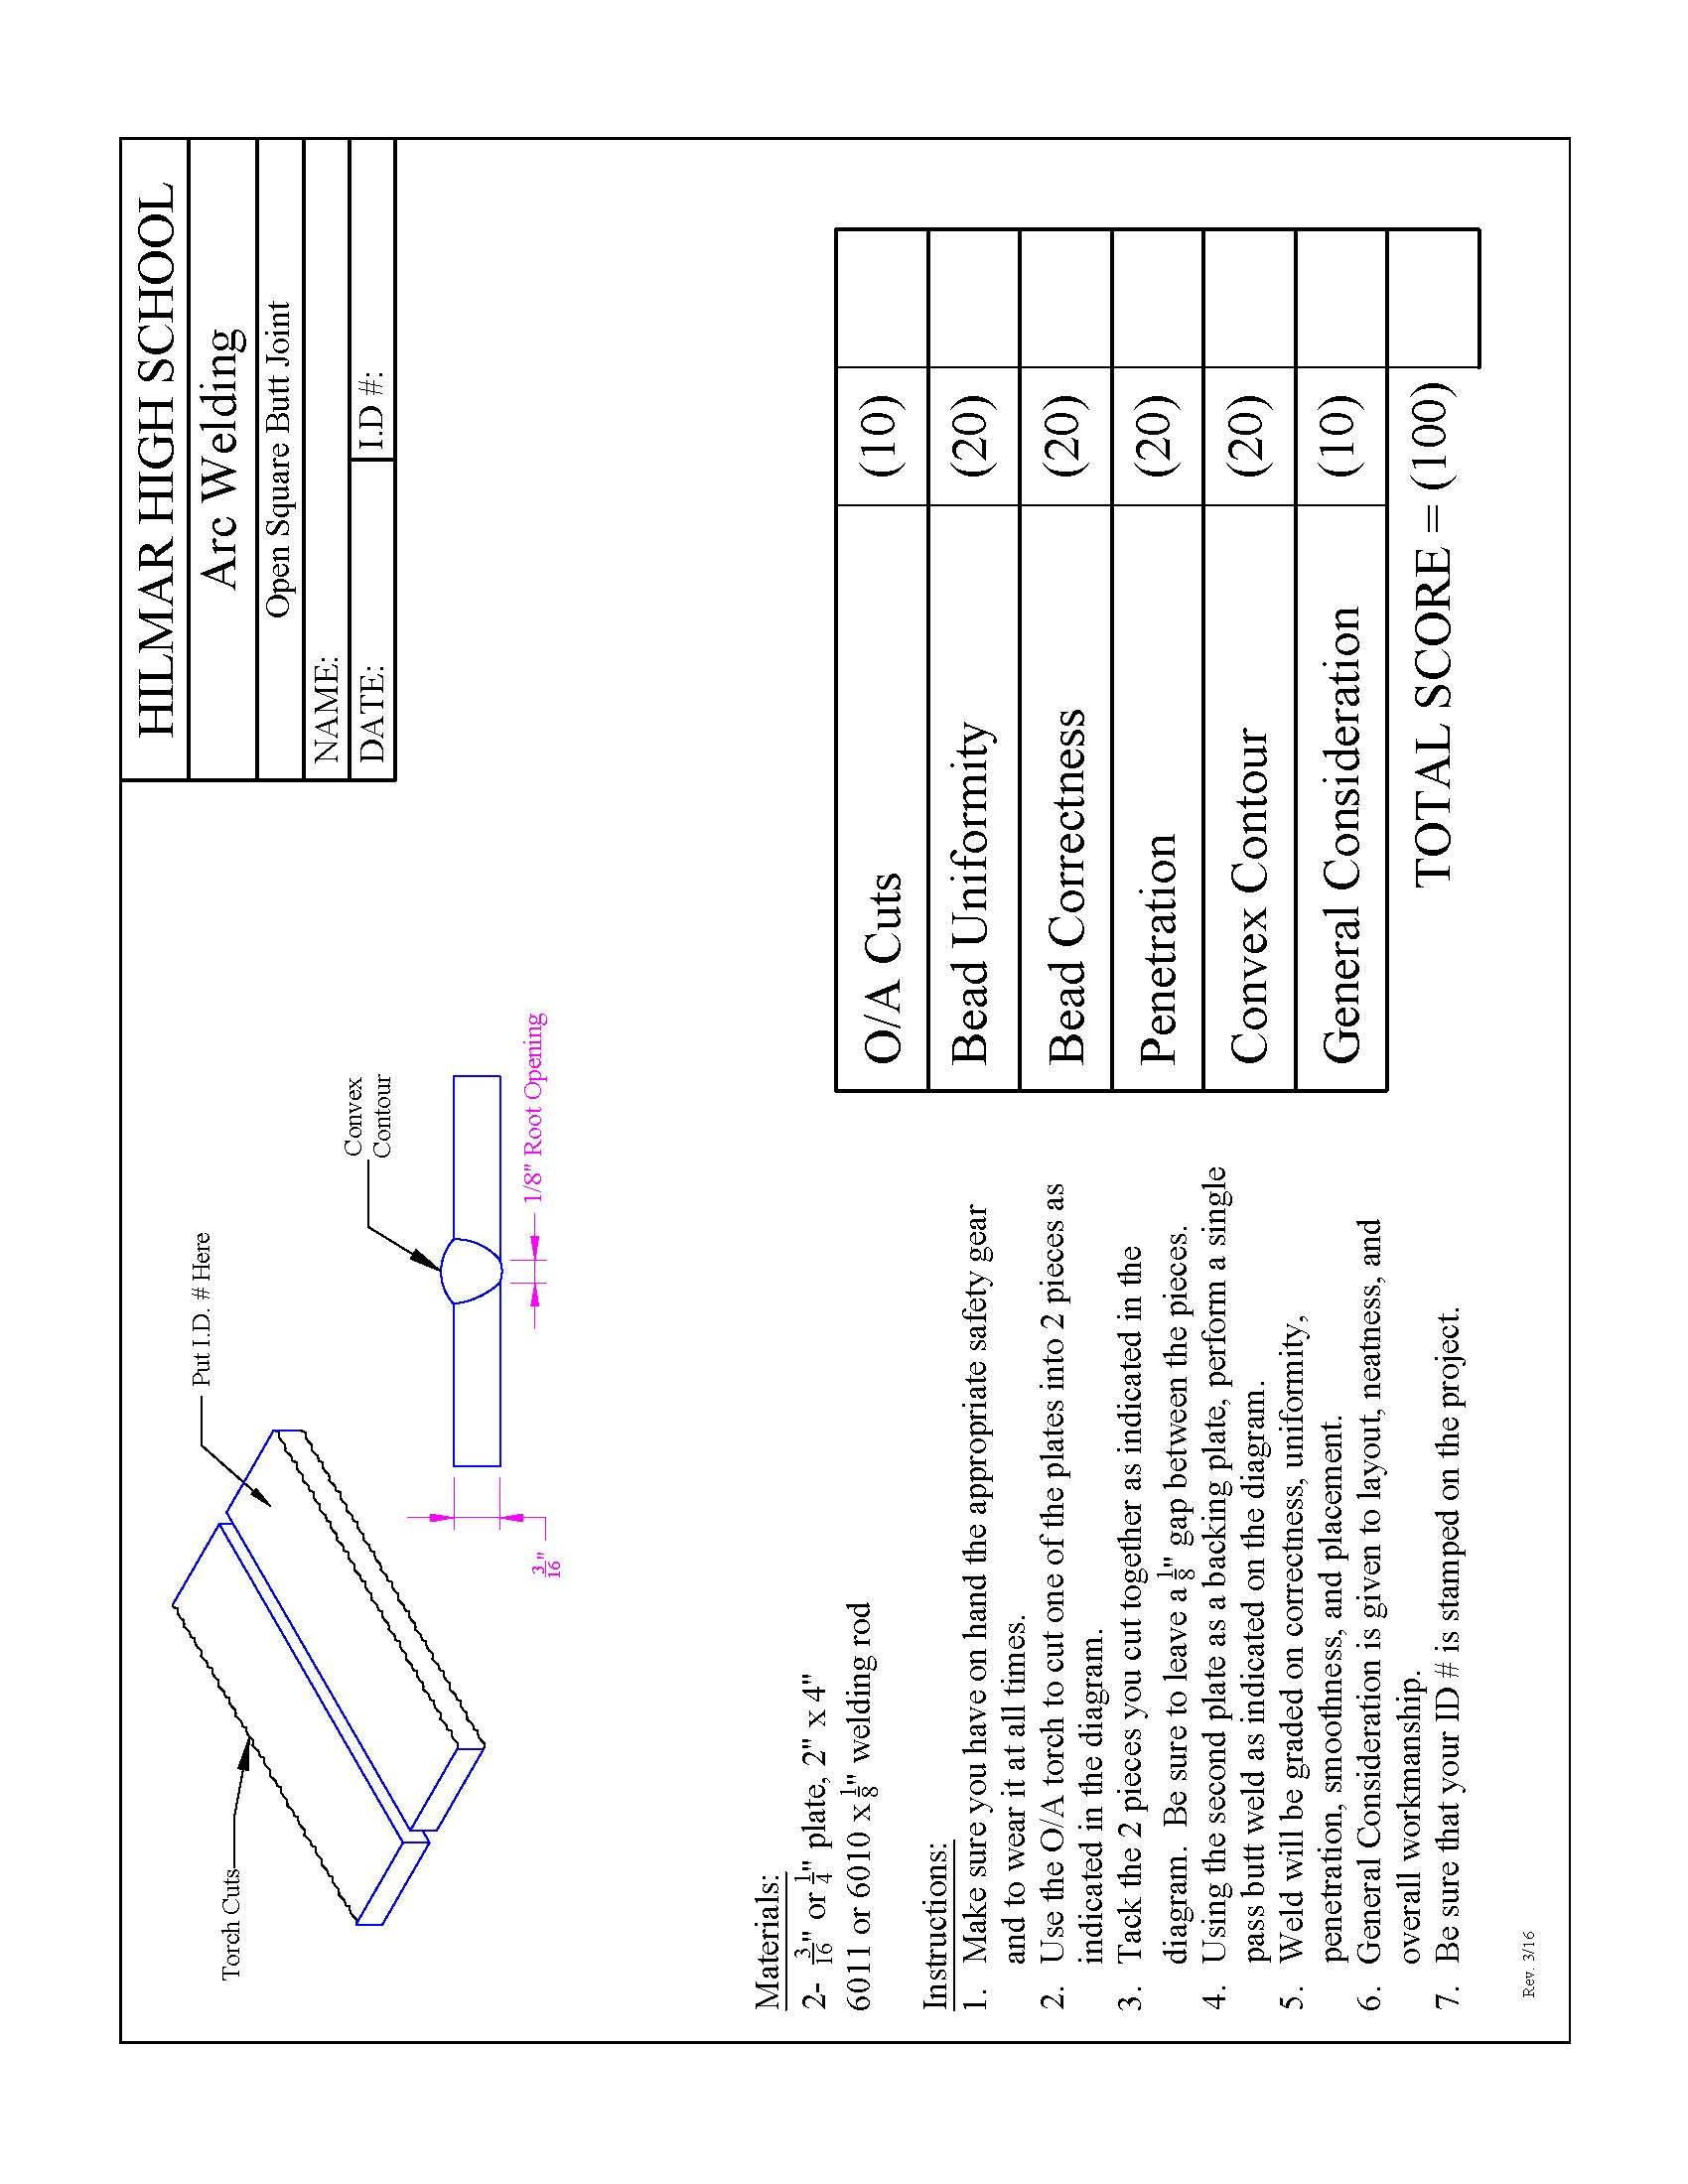 HILMAR HIGH SCHOOL
Arc Welding
Open Square Butt Joint
NAME:
DATE:
I.D #:
Torch Cuts
Put I.D. # Here
Convex
Contour
3/16"
1/8" Root Opening
Materials:
2- 3/16" or 1/4" plate, 2" x 4"
6011 or 6010 x 1/8" welding rod
Instructions:
1. Make sure you have on hand the appropriate safety gear
and to wear it at all times.
2. Use the O/A torch to cut one of the plates into 2 pieces as
indicated in the diagram.
3. Tack the 2 pieces you cut together as indicated in the
diagram. Be sure to leave a 1/8" gap between the pieces.
4. Using the second plate as a backing plate, perform a single
pass butt weld as indicated on the diagram.
5. Weld will be graded on correctness, uniformity,
penetration, smoothness, and placement.
6. General Consideration is given to layout, neatness, and
overall workmanship.
7. Be sure that your ID # is stamped on the project.
Rev. 3/16
O/A Cuts (10)
Bead Uniformity (20)
Bead Correctness (20)
Penetration (20)
Convex Contour (20)
General Consideration (10)
TOTAL SCORE = (100)